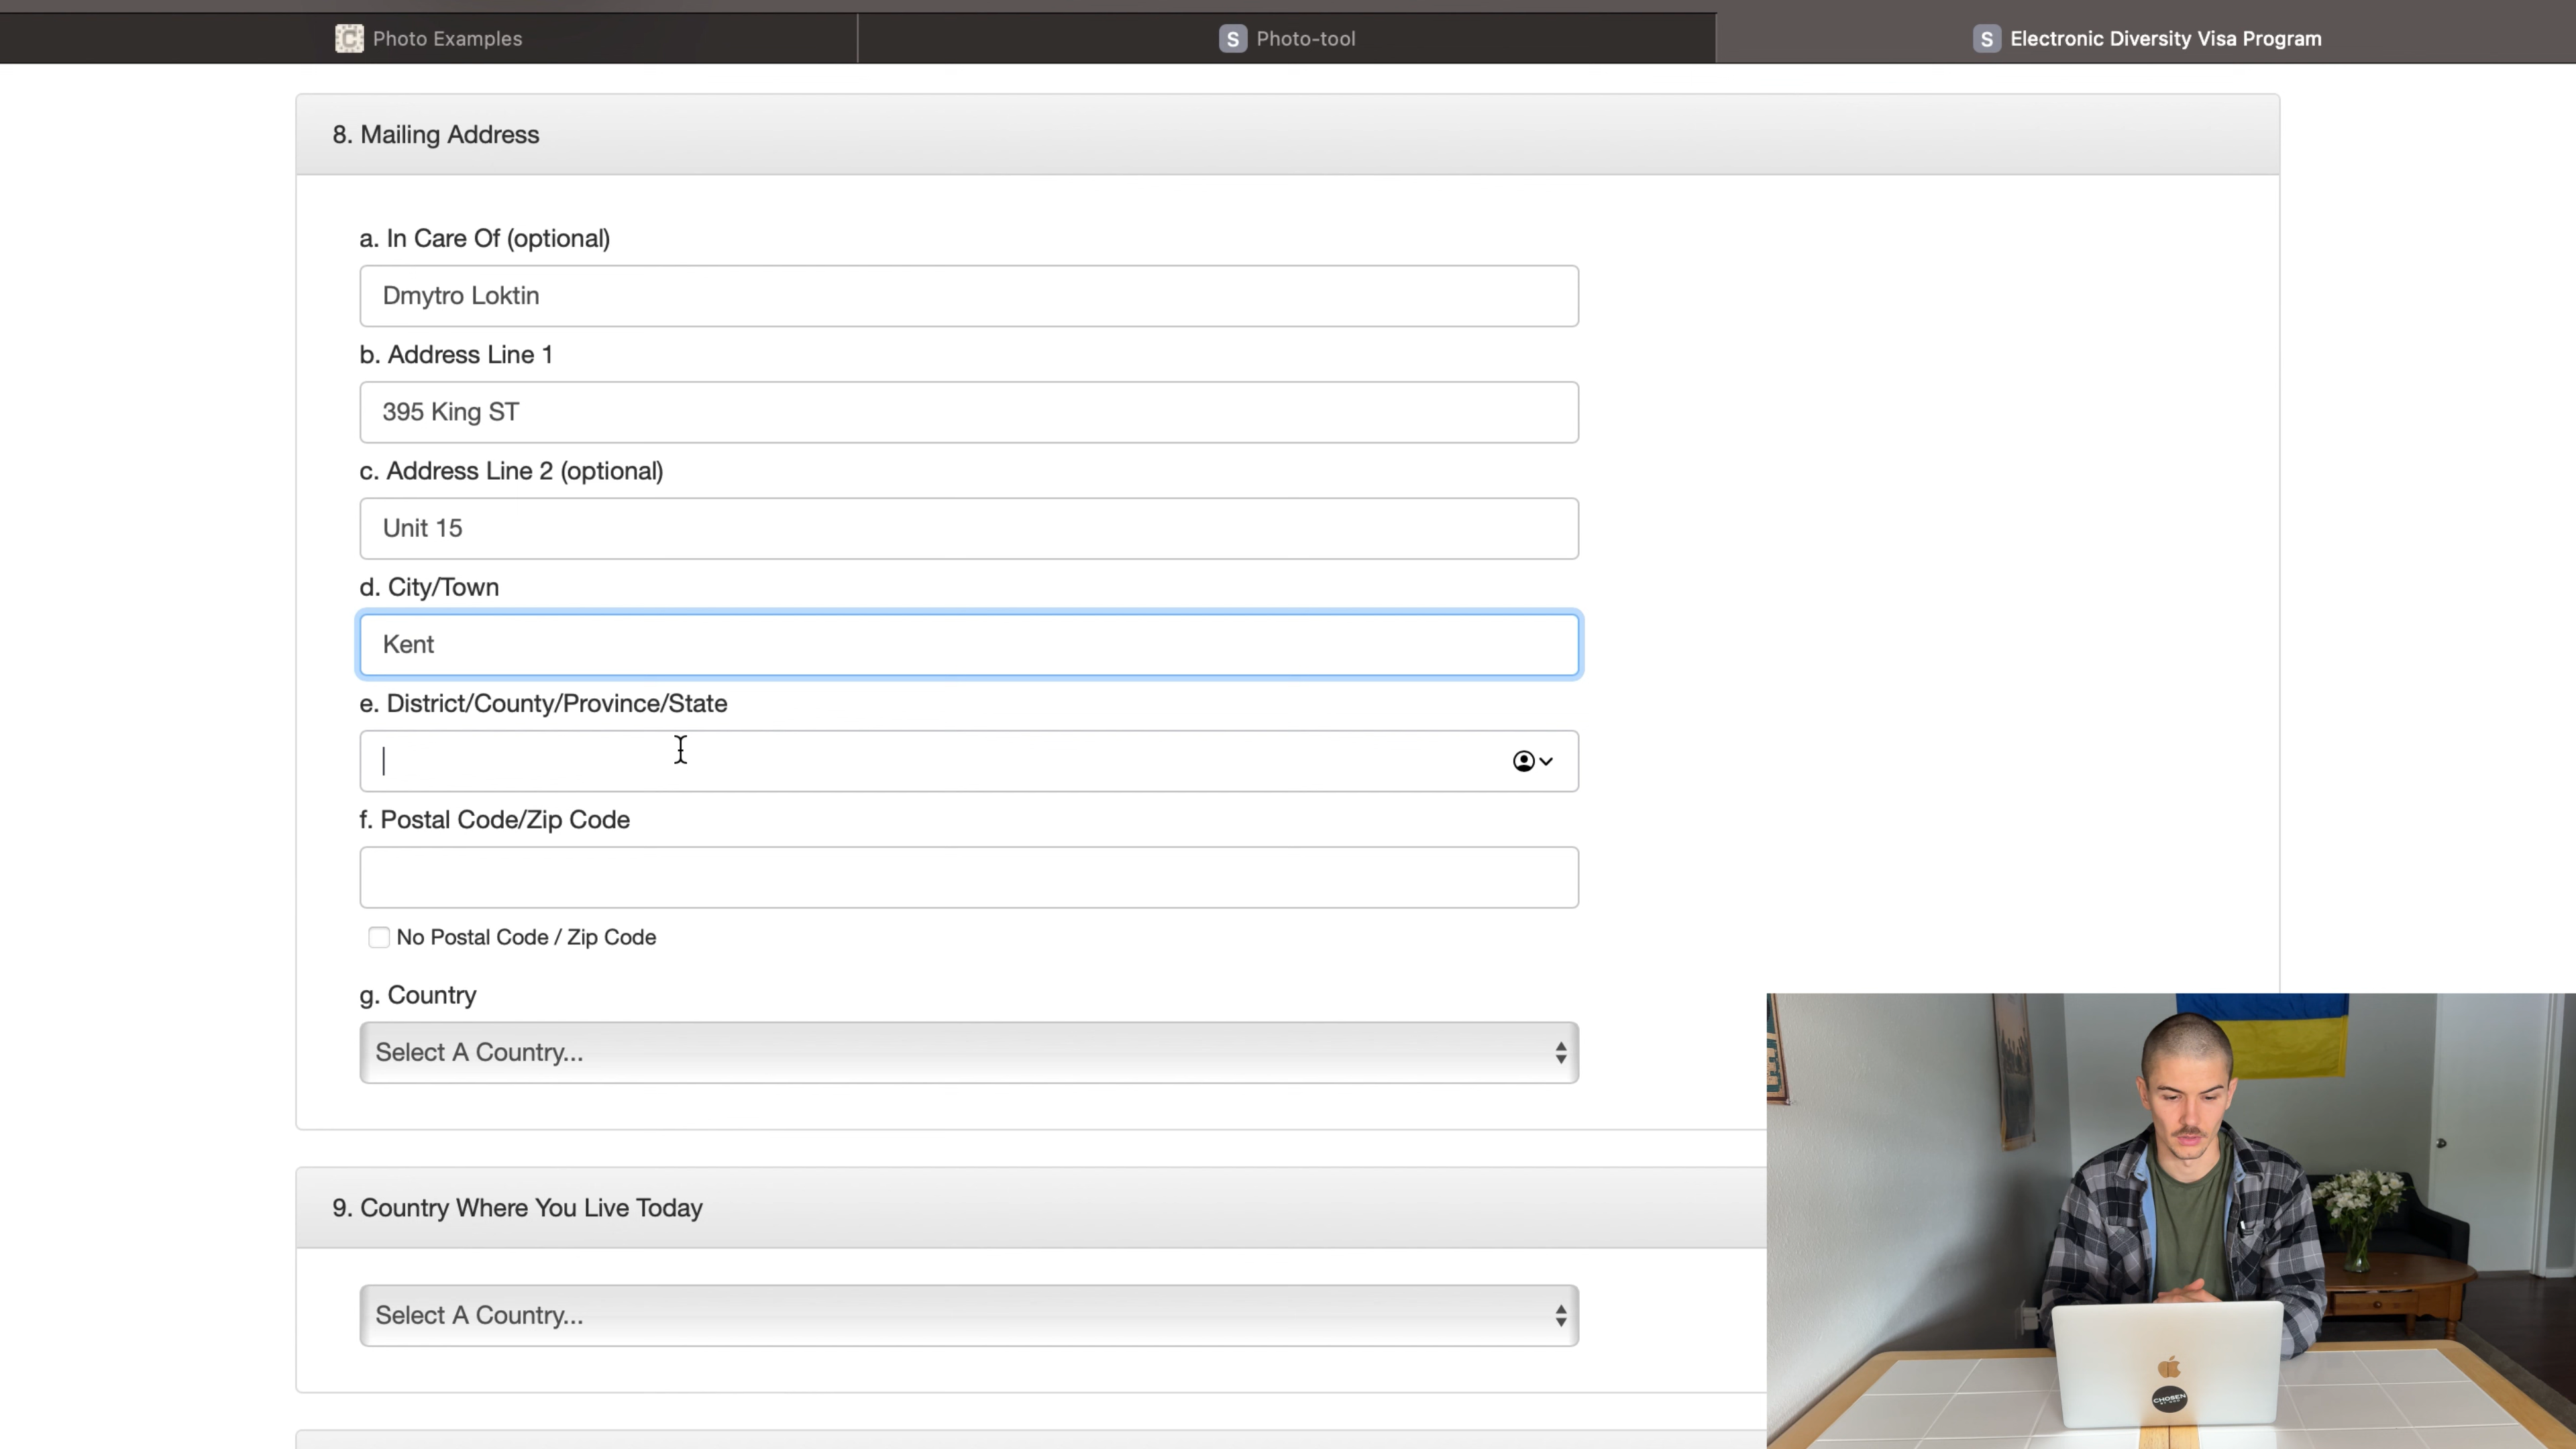 Photo Examples
S Photo-tool
S Electronic Diversity Visa Program
8. Mailing Address
a. In Care Of (optional)
Dmytro Loktin
b. Address Line 1
395 King ST
c. Address Line 2 (optional)
Unit 15
d. City/Town
Kent
e. District/County/Province/State
f. Postal Code/Zip Code
No Postal Code / Zip Code
g. Country
Select A Country...
9. Country Where You Live Today
Select A Country...
CHOSEN